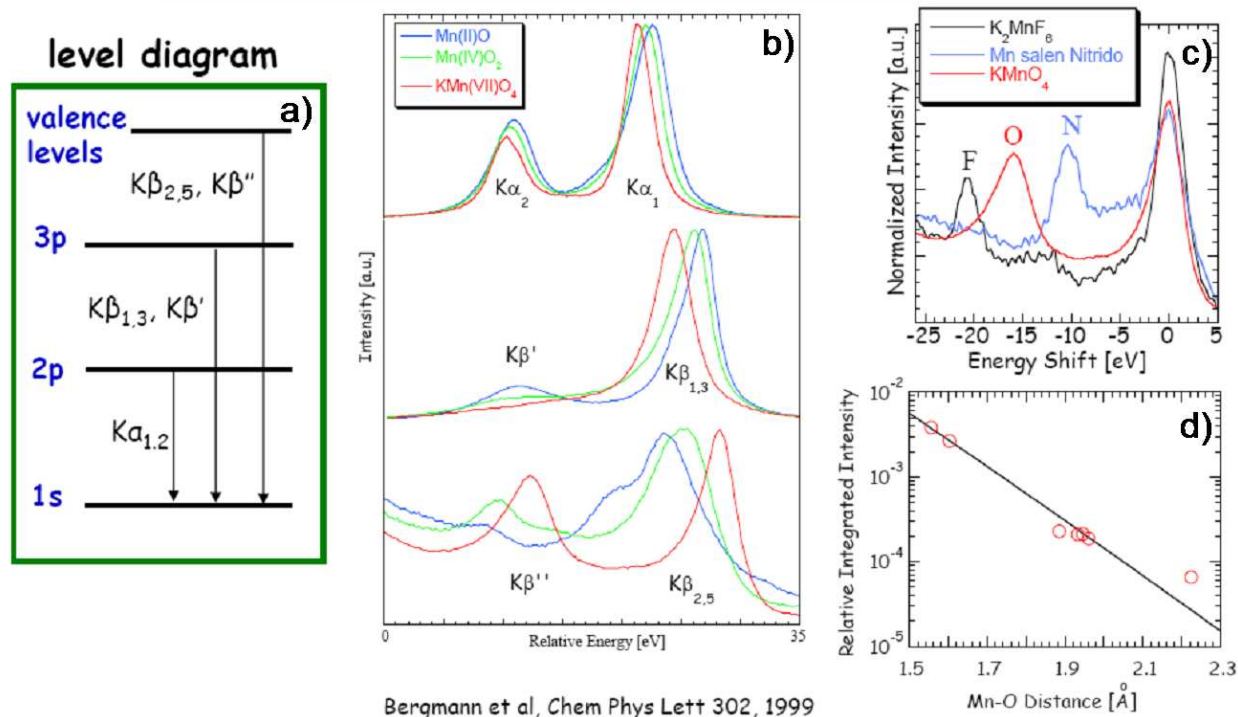 level diagram
a)
valence
levels
Kβ2,5, Kβ"
3p
Kβ1,3, Kβ'
2p
Kα1.2
1s
b)
Mn(II)O
Mn(IV)O2
KMn(VII)O4
Kα2
Kα1
Kβ'
Kβ1,3
Kβ''
Kβ2,5
Intensity [a.u.]
0
Relative Energy [eV]
35
c)
K2MnF6
Mn salen Nitrido
KMnO4
F
O
N
Normalized Intensity [a.u.]
-25 -20 -15 -10 -5 0 5
Energy Shift [eV]
d)
Relative Integrated Intensity
10-2
10-3
10-4
10-5
1.5 1.7 1.9 2.1 2.3
Mn-O Distance [Å]
Bergmann et al, Chem Phys Lett 302, 1999